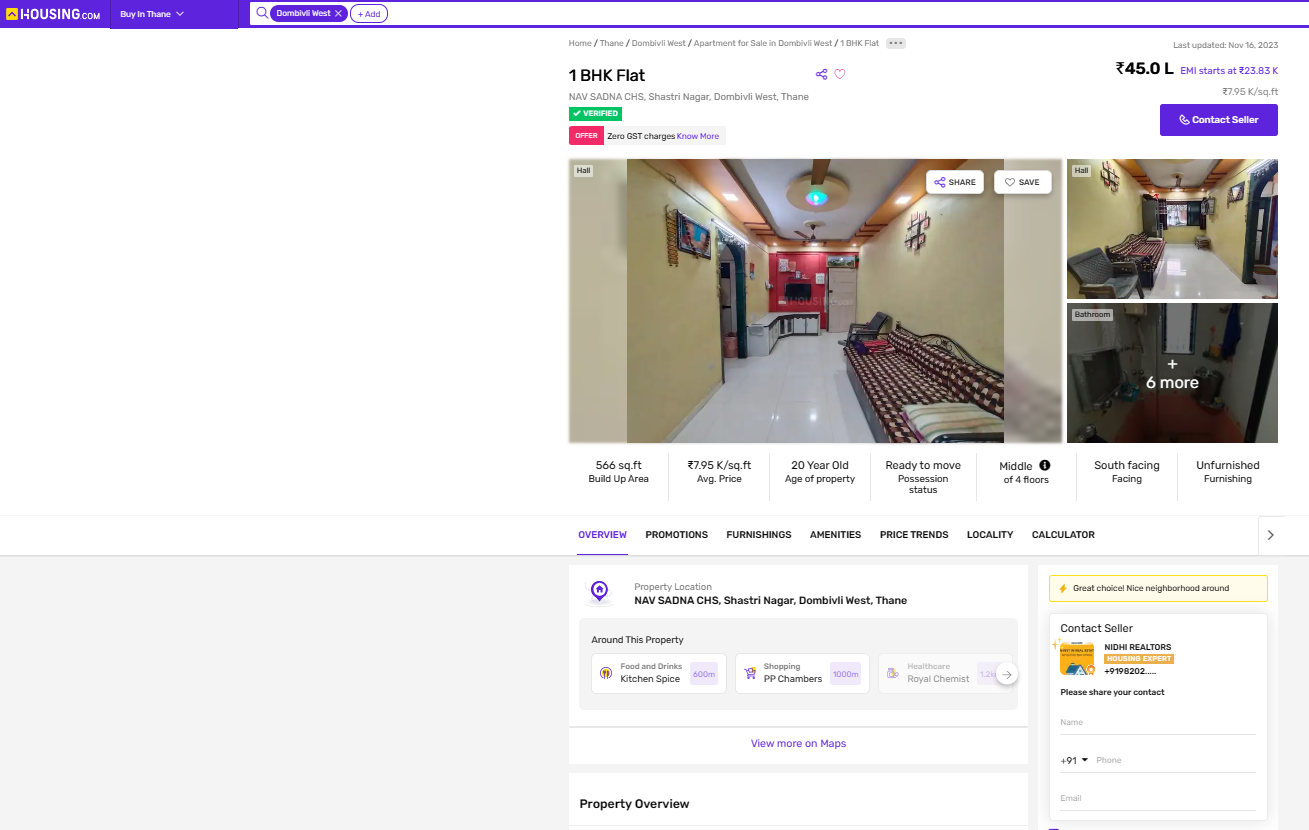 HOUSING.COM
Buy In Thane
Dombivli West
+ Add
Home / Thane / Dombivli West / Apartment for Sale in Dombivli West / 1 BHK Flat
Last updated: Nov 16, 2023
1 BHK Flat
₹45.0 L EMI starts at ₹23.83 K
NAV SADNA CHS, Shastri Nagar, Dombivli West, Thane
₹7.95 K/sq.ft
VERIFIED
Contact Seller
OFFER Zero GST charges Know More
Hall
SHARE
SAVE
Hall
HOUSING.COM
Bathroom
+
6 more
566 sq.ft
Build Up Area
₹7.95 K/sq.ft
Avg. Price
20 Year Old
Age of property
Ready to move
Possession
status
Middle
of 4 floors
South facing
Facing
Unfurnished
Furnishing
OVERVIEW PROMOTIONS FURNISHINGS AMENITIES PRICE TRENDS LOCALITY CALCULATOR
Property Location
NAV SADNA CHS, Shastri Nagar, Dombivli West, Thane
Around This Property
Food and Drinks
Kitchen Spice
600m
Shopping
PP Chambers
1000m
Healthcare
Royal Chemist
View more on Maps
Property Overview
Great choice! Nice neighborhood around
Contact Seller
NIDHI REALTORS
HOUSING EXPERT
+9198202.....
Please share your contact
Name
+91
Phone
Email